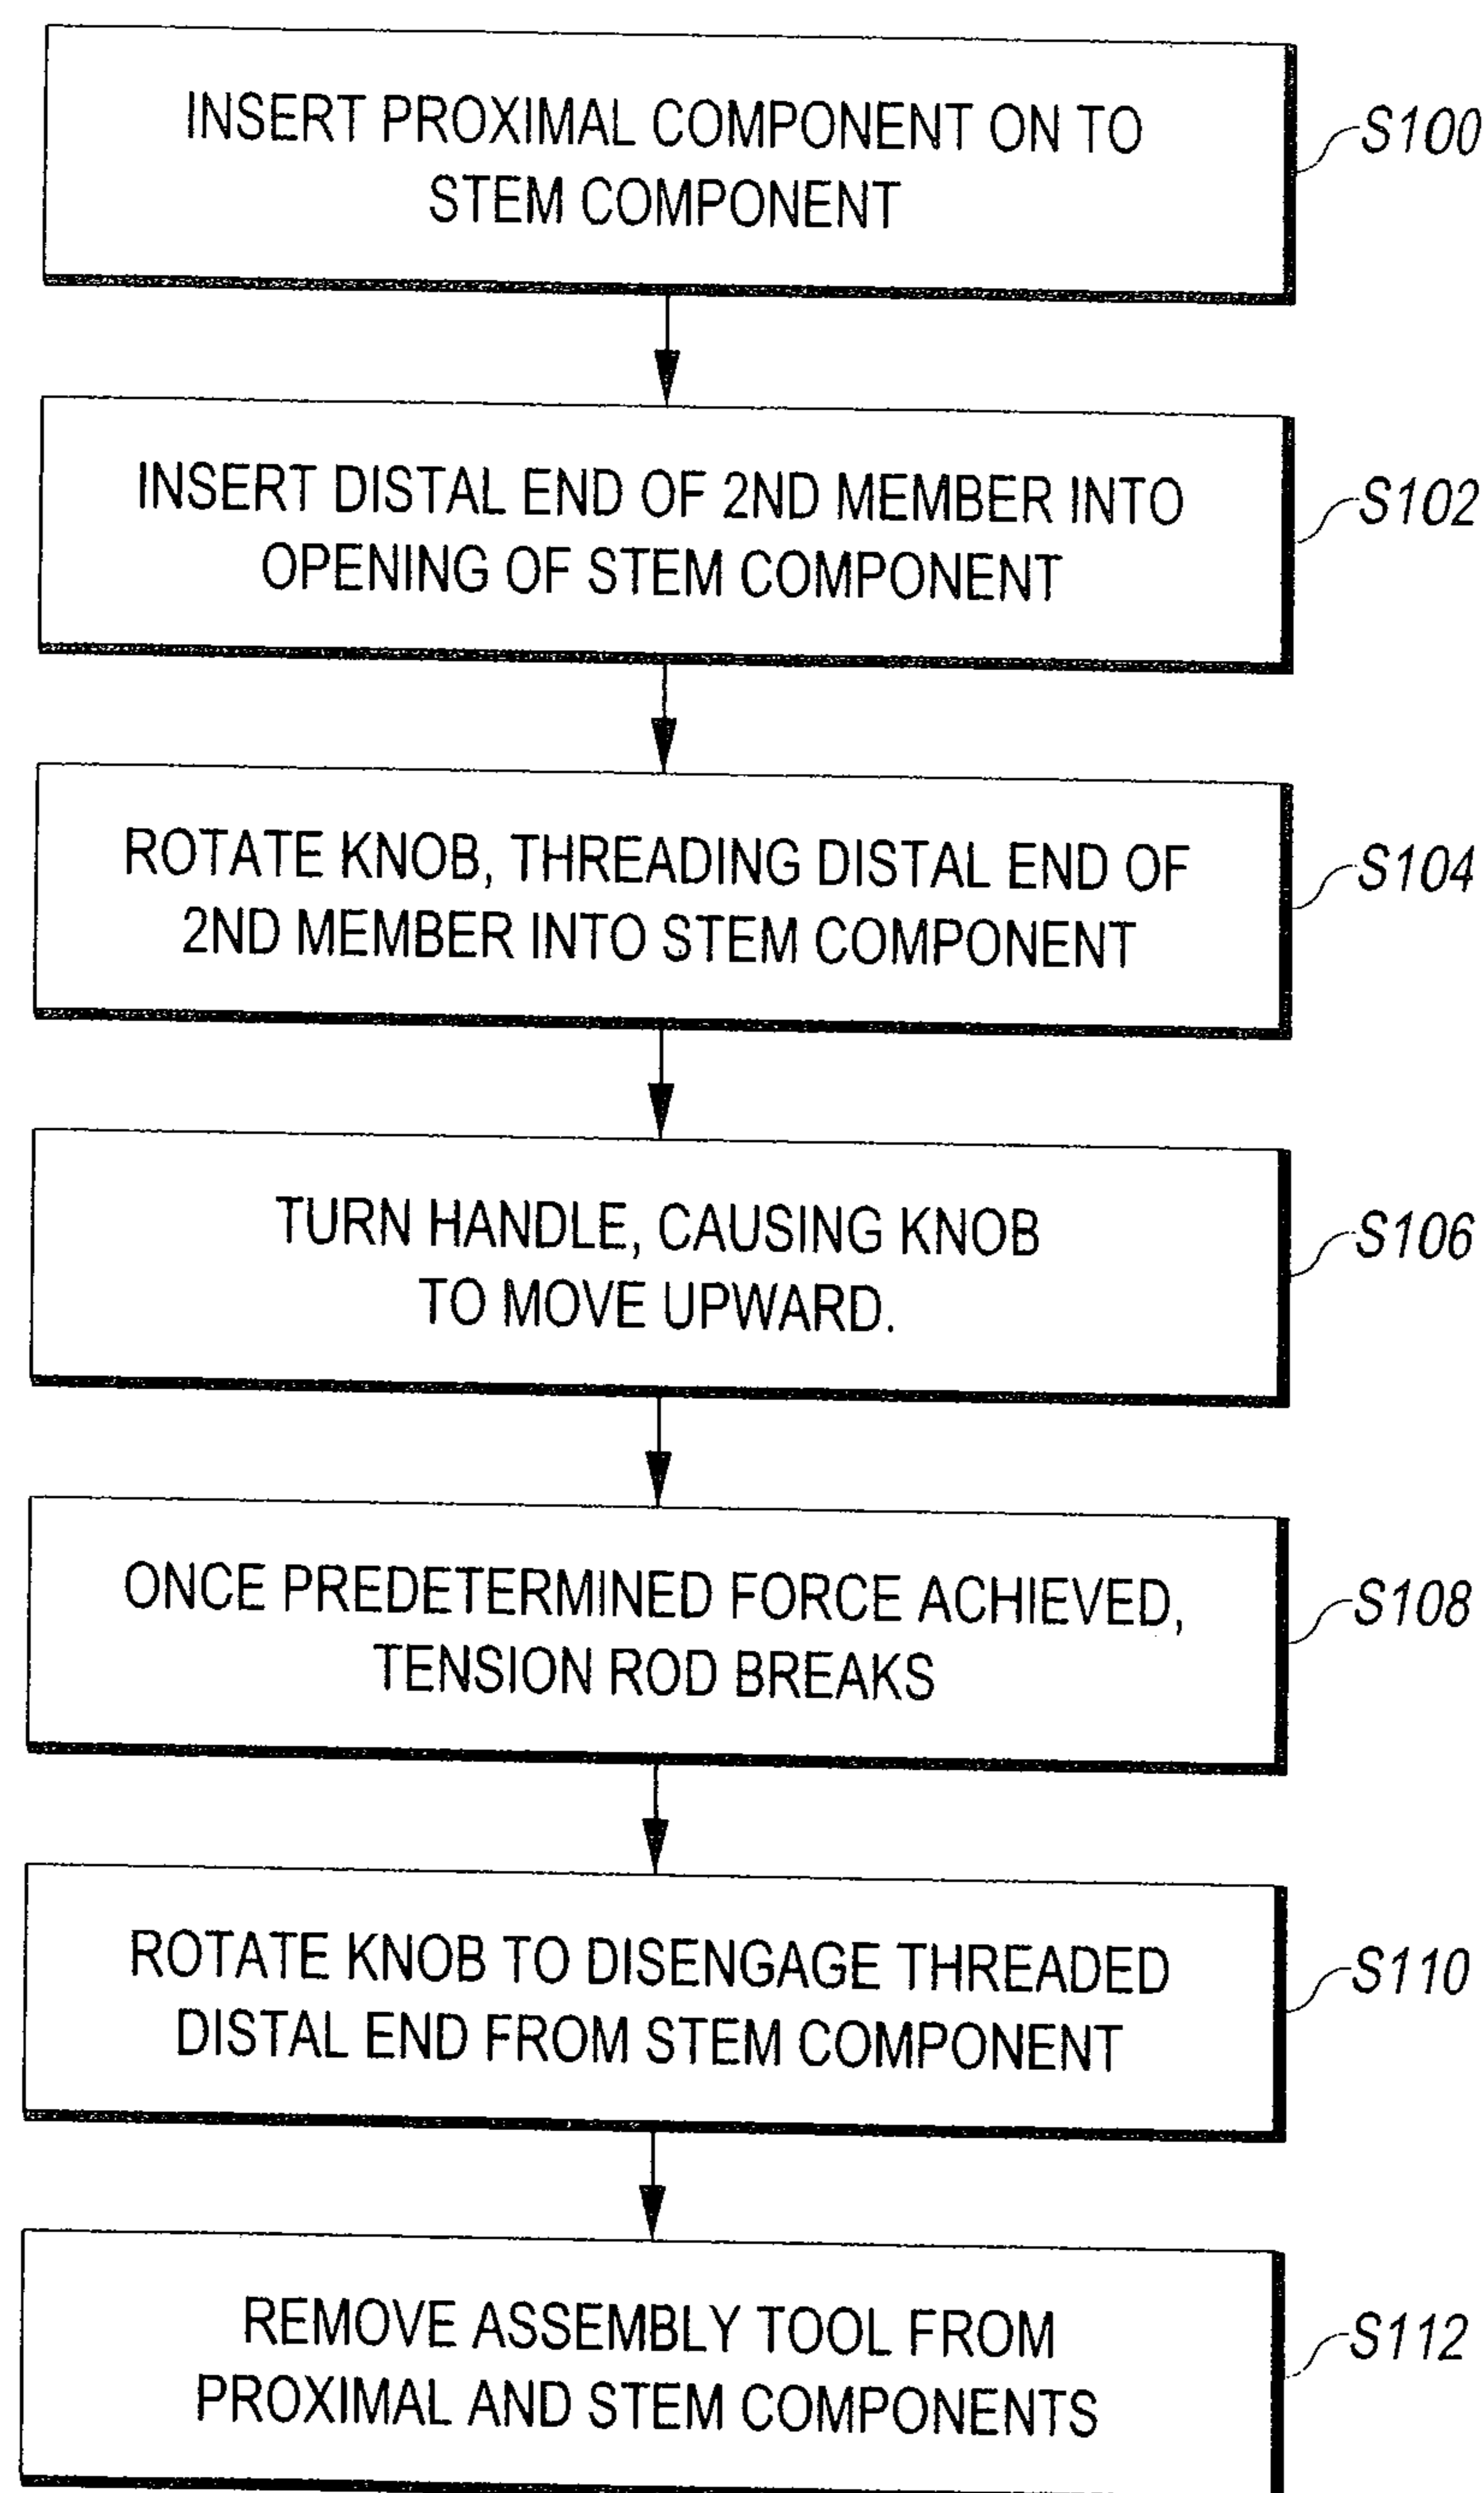 INSERT PROXIMAL COMPONENT ON TO
STEM COMPONENT
S100
INSERT DISTAL END OF 2ND MEMBER INTO
OPENING OF STEM COMPONENT
S102
ROTATE KNOB, THREADING DISTAL END OF
2ND MEMBER INTO STEM COMPONENT
S104
TURN HANDLE, CAUSING KNOB
TO MOVE UPWARD.
S106
ONCE PREDETERMINED FORCE ACHIEVED,
TENSION ROD BREAKS
S108
ROTATE KNOB TO DISENGAGE THREADED
DISTAL END FROM STEM COMPONENT
S110
REMOVE ASSEMBLY TOOL FROM
PROXIMAL AND STEM COMPONENTS
S112